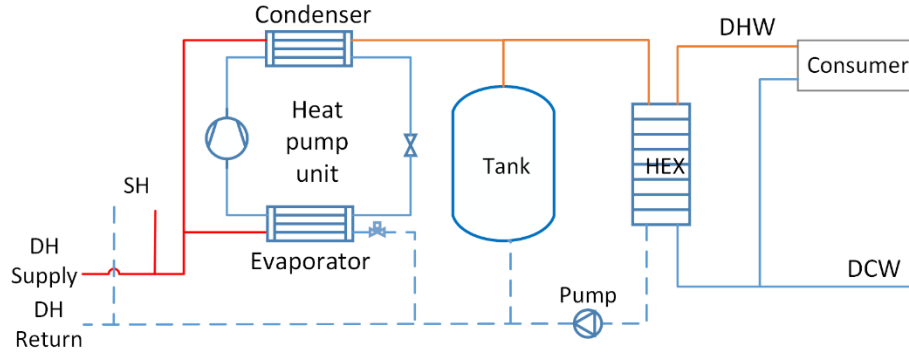 Condenser
DHW
Consumer
Heat
pump
unit
Tank
HEX
SH
Evaporator
DH
Supply
DCW
DH
Return
Pump